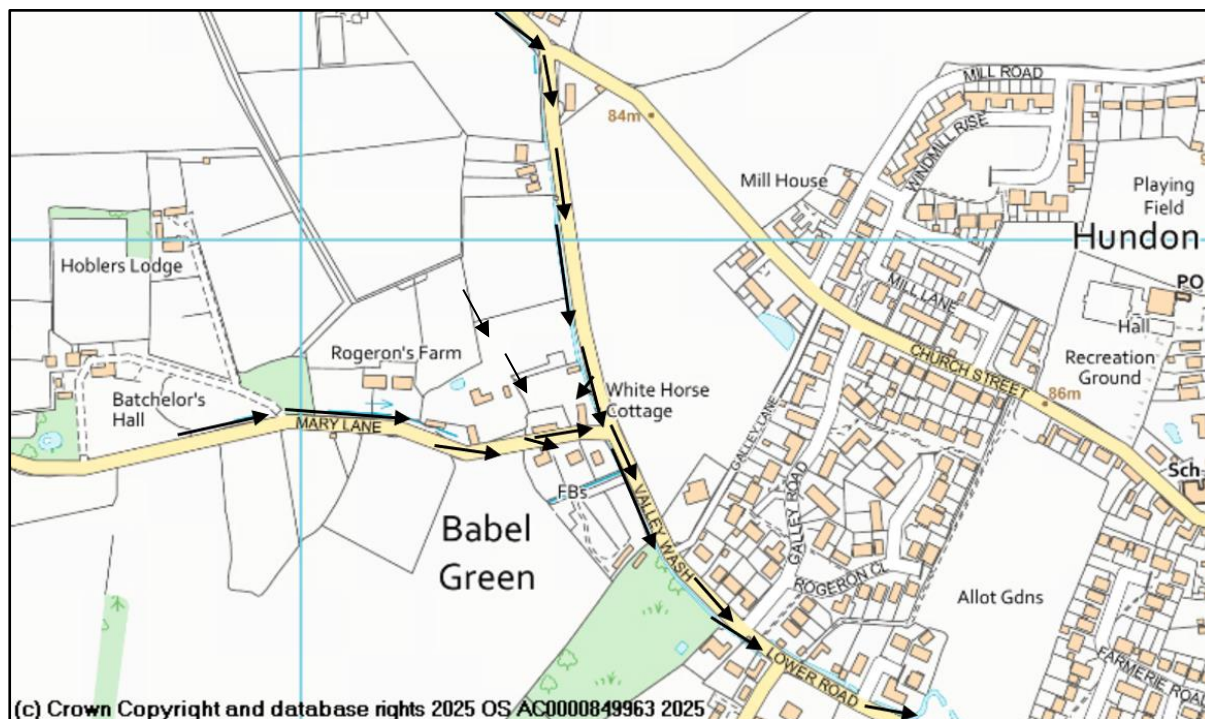 MILL ROAD
84m
WINDMILL RISE
Mill House
Playing
Field
Hundon
Hoblers Lodge
PO
MILL LANE
Hall
Rogeron's Farm
CHURCH STREET
Recreation
Ground
Batchelor's
Hall
White Horse
Cottage
86m
MARY LANE
GALLEY LANE
Sch
FBs
VALLEY WASH
GALLEY ROAD
Babel
Green
ROGERON CL
Allot Gdns
LOWER ROAD
FARMERIE ROA
(c) Crown Copyright and database rights 2025 OS AC0000849963 2025